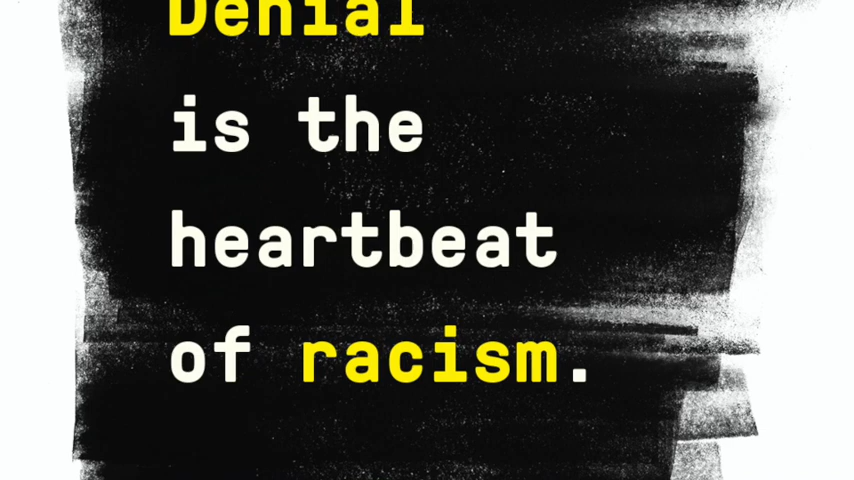 Denial
is the
heartbeat
of racism.